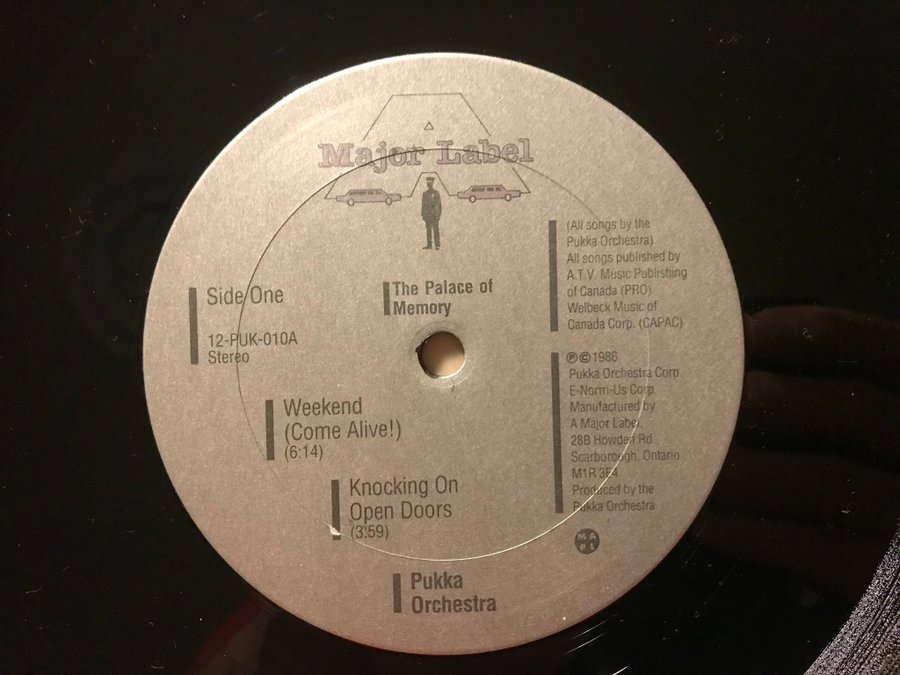 Major Label
The Palace of
Memory
Side One
12-PUK-010A
Stereo
Weekend
(Come Alive!)
(6:14)
Knocking On
Open Doors
(3:59)
Pukka
Orchestra
(All songs by the
Pukka Orchestra)
All songs published by
A.T.V. Music Publishing
of Canada (PRO)
Welbeck Music of
Canada Corp. (CAPAC)
℗©1986
Pukka Orchestra Corp.
E-Norm-Us Corp.
Manufactured by
A Major Label,
28B Howden Rd.,
Scarborough, Ontario
M1R 3E4
Produced by the
Pukka Orchestra
M A
P L